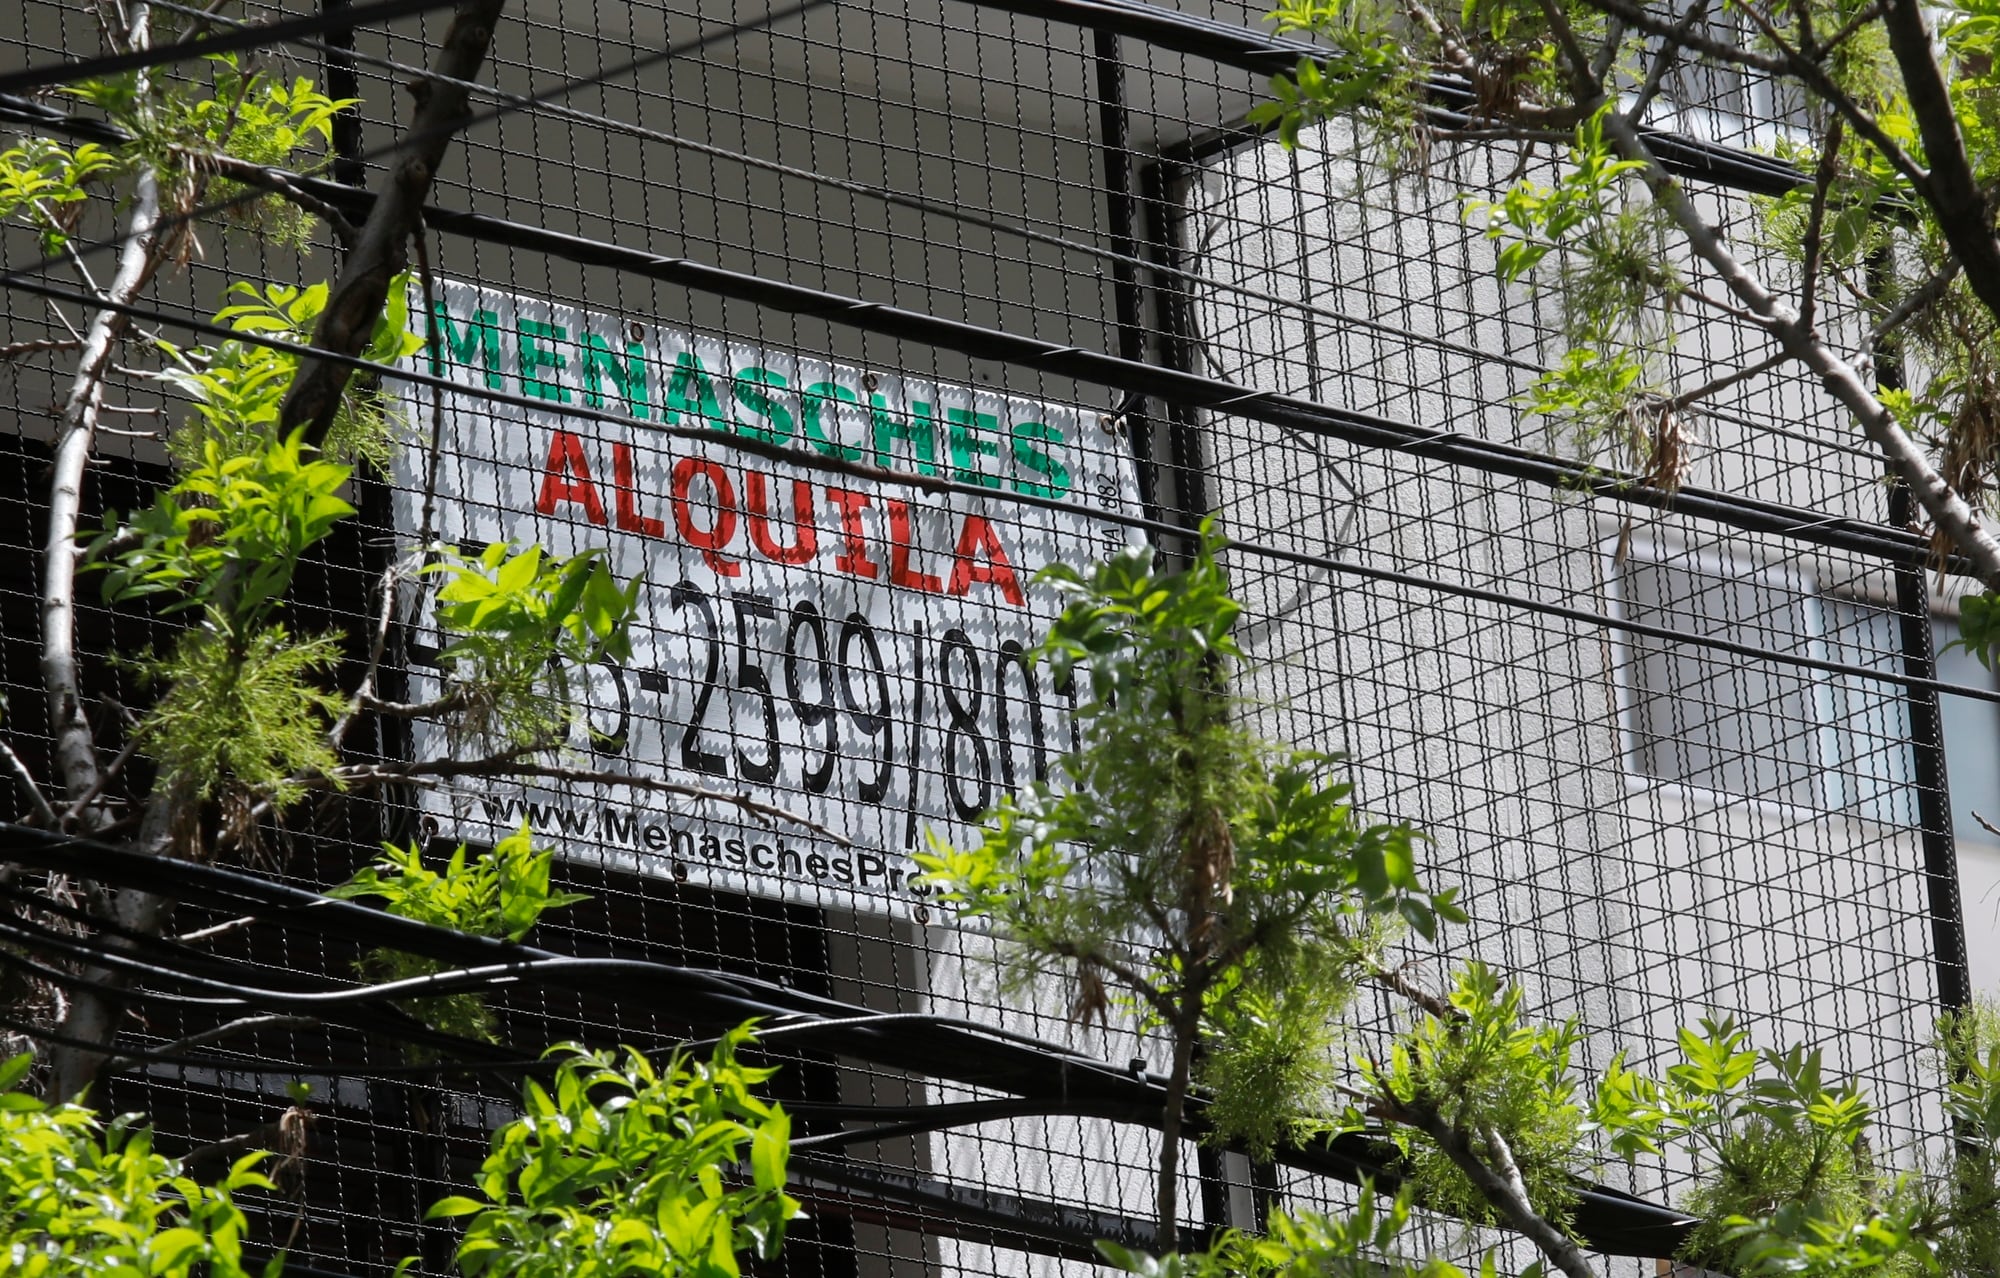 MENASCHES
ALQUILA
-2599/801
www.MenaschesPro